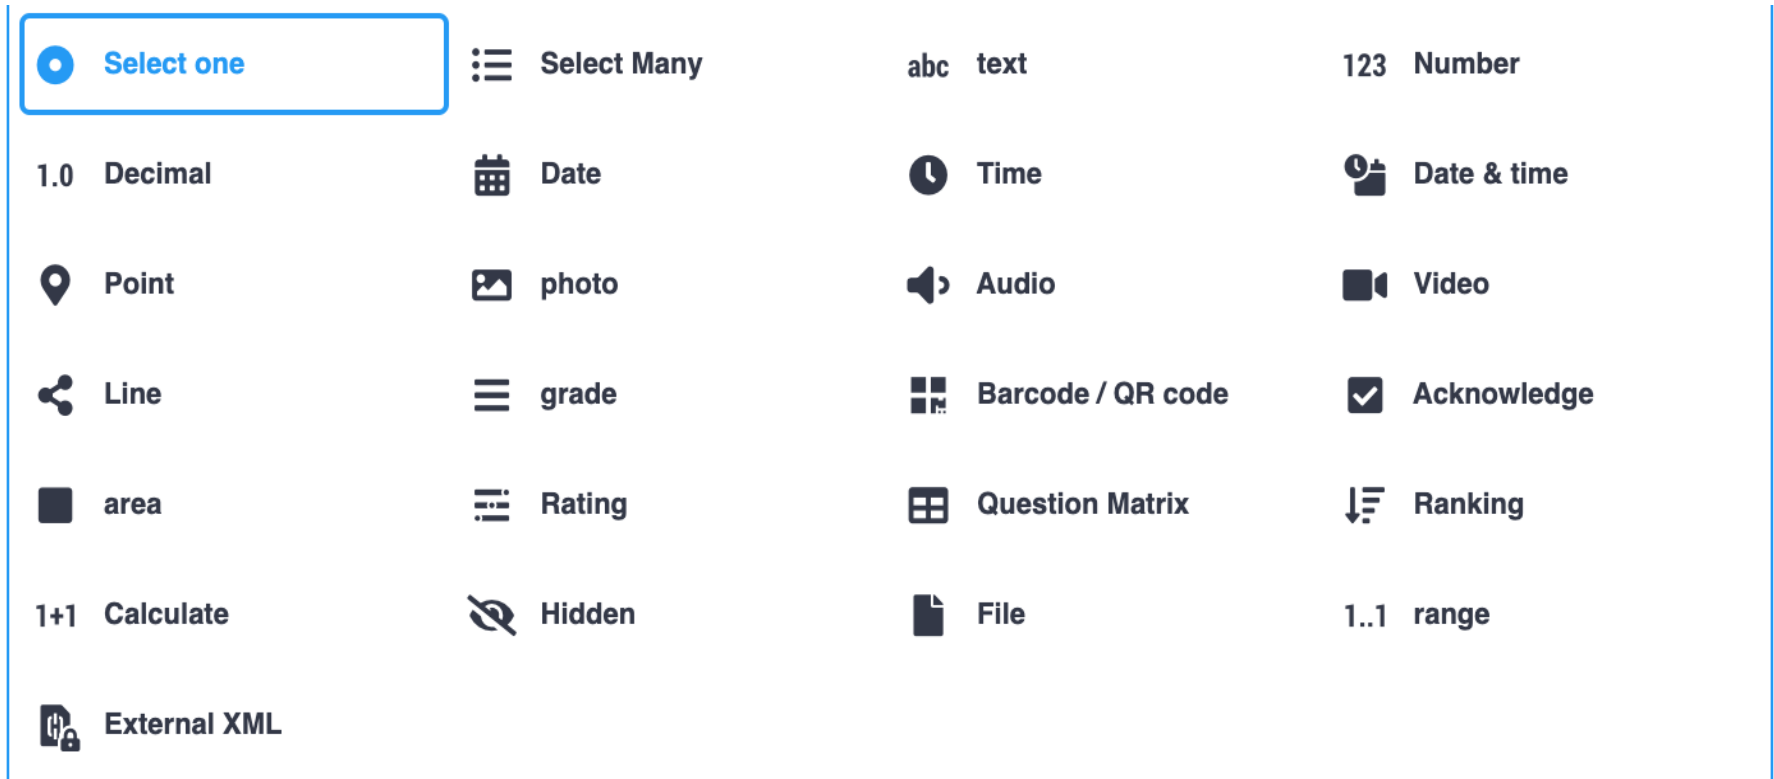 Select one
Select Many
abc text
123 Number
1.0 Decimal
Date
Time
Date & time
Point
photo
Audio
Video
Line
grade
Barcode / QR code
Acknowledge
area
Rating
Question Matrix
Ranking
1+1 Calculate
Hidden
File
1..1 range
External XML